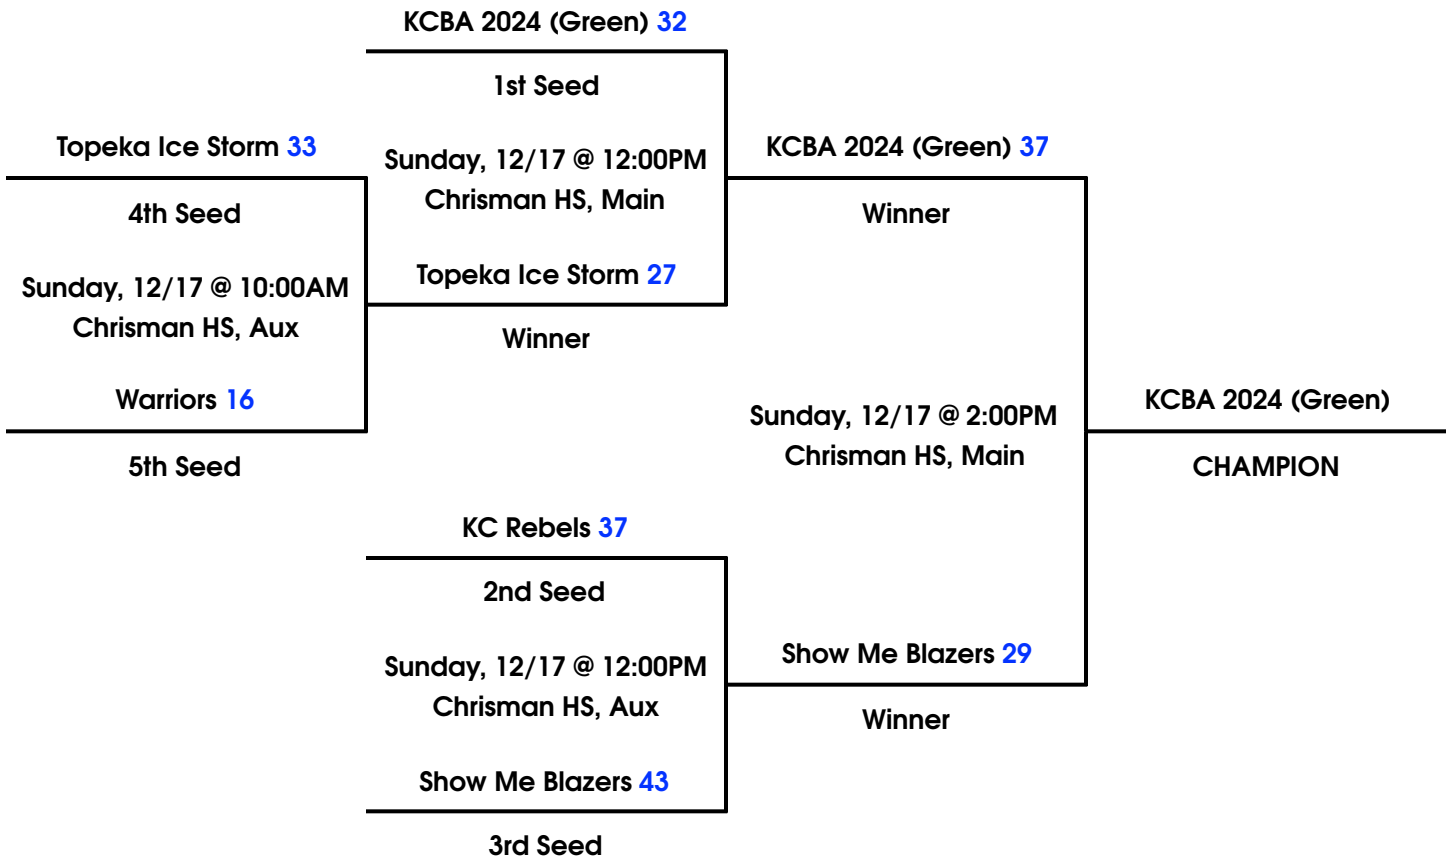 KCBA 2024 (Green) 32
1st Seed
Topeka Ice Storm 33
Sunday, 12/17 @ 12:00PM
Chrisman HS, Main
KCBA 2024 (Green) 37
4th Seed
Winner
Sunday, 12/17 @ 10:00AM
Chrisman HS, Aux
Topeka Ice Storm 27
Winner
Warriors 16
5th Seed
Sunday, 12/17 @ 2:00PM
Chrisman HS, Main
KCBA 2024 (Green)
CHAMPION
KC Rebels 37
2nd Seed
Sunday, 12/17 @ 12:00PM
Chrisman HS, Aux
Show Me Blazers 29
Winner
Show Me Blazers 43
3rd Seed